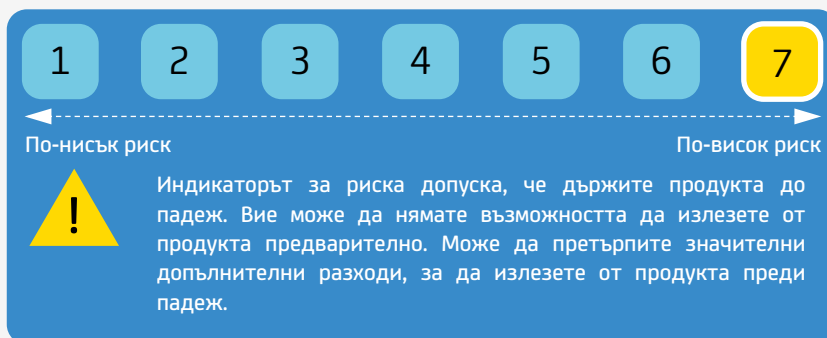 1 2 3 4 5 6 7
По-нисък риск По-висок риск
!
Индикаторът за риска допуска, че държите продукта до
падеж. Вие може да нямате възможността да излезете от
продукта предварително. Може да претърпите значителни
допълнителни разходи, за да излезете от продукта преди
падеж.